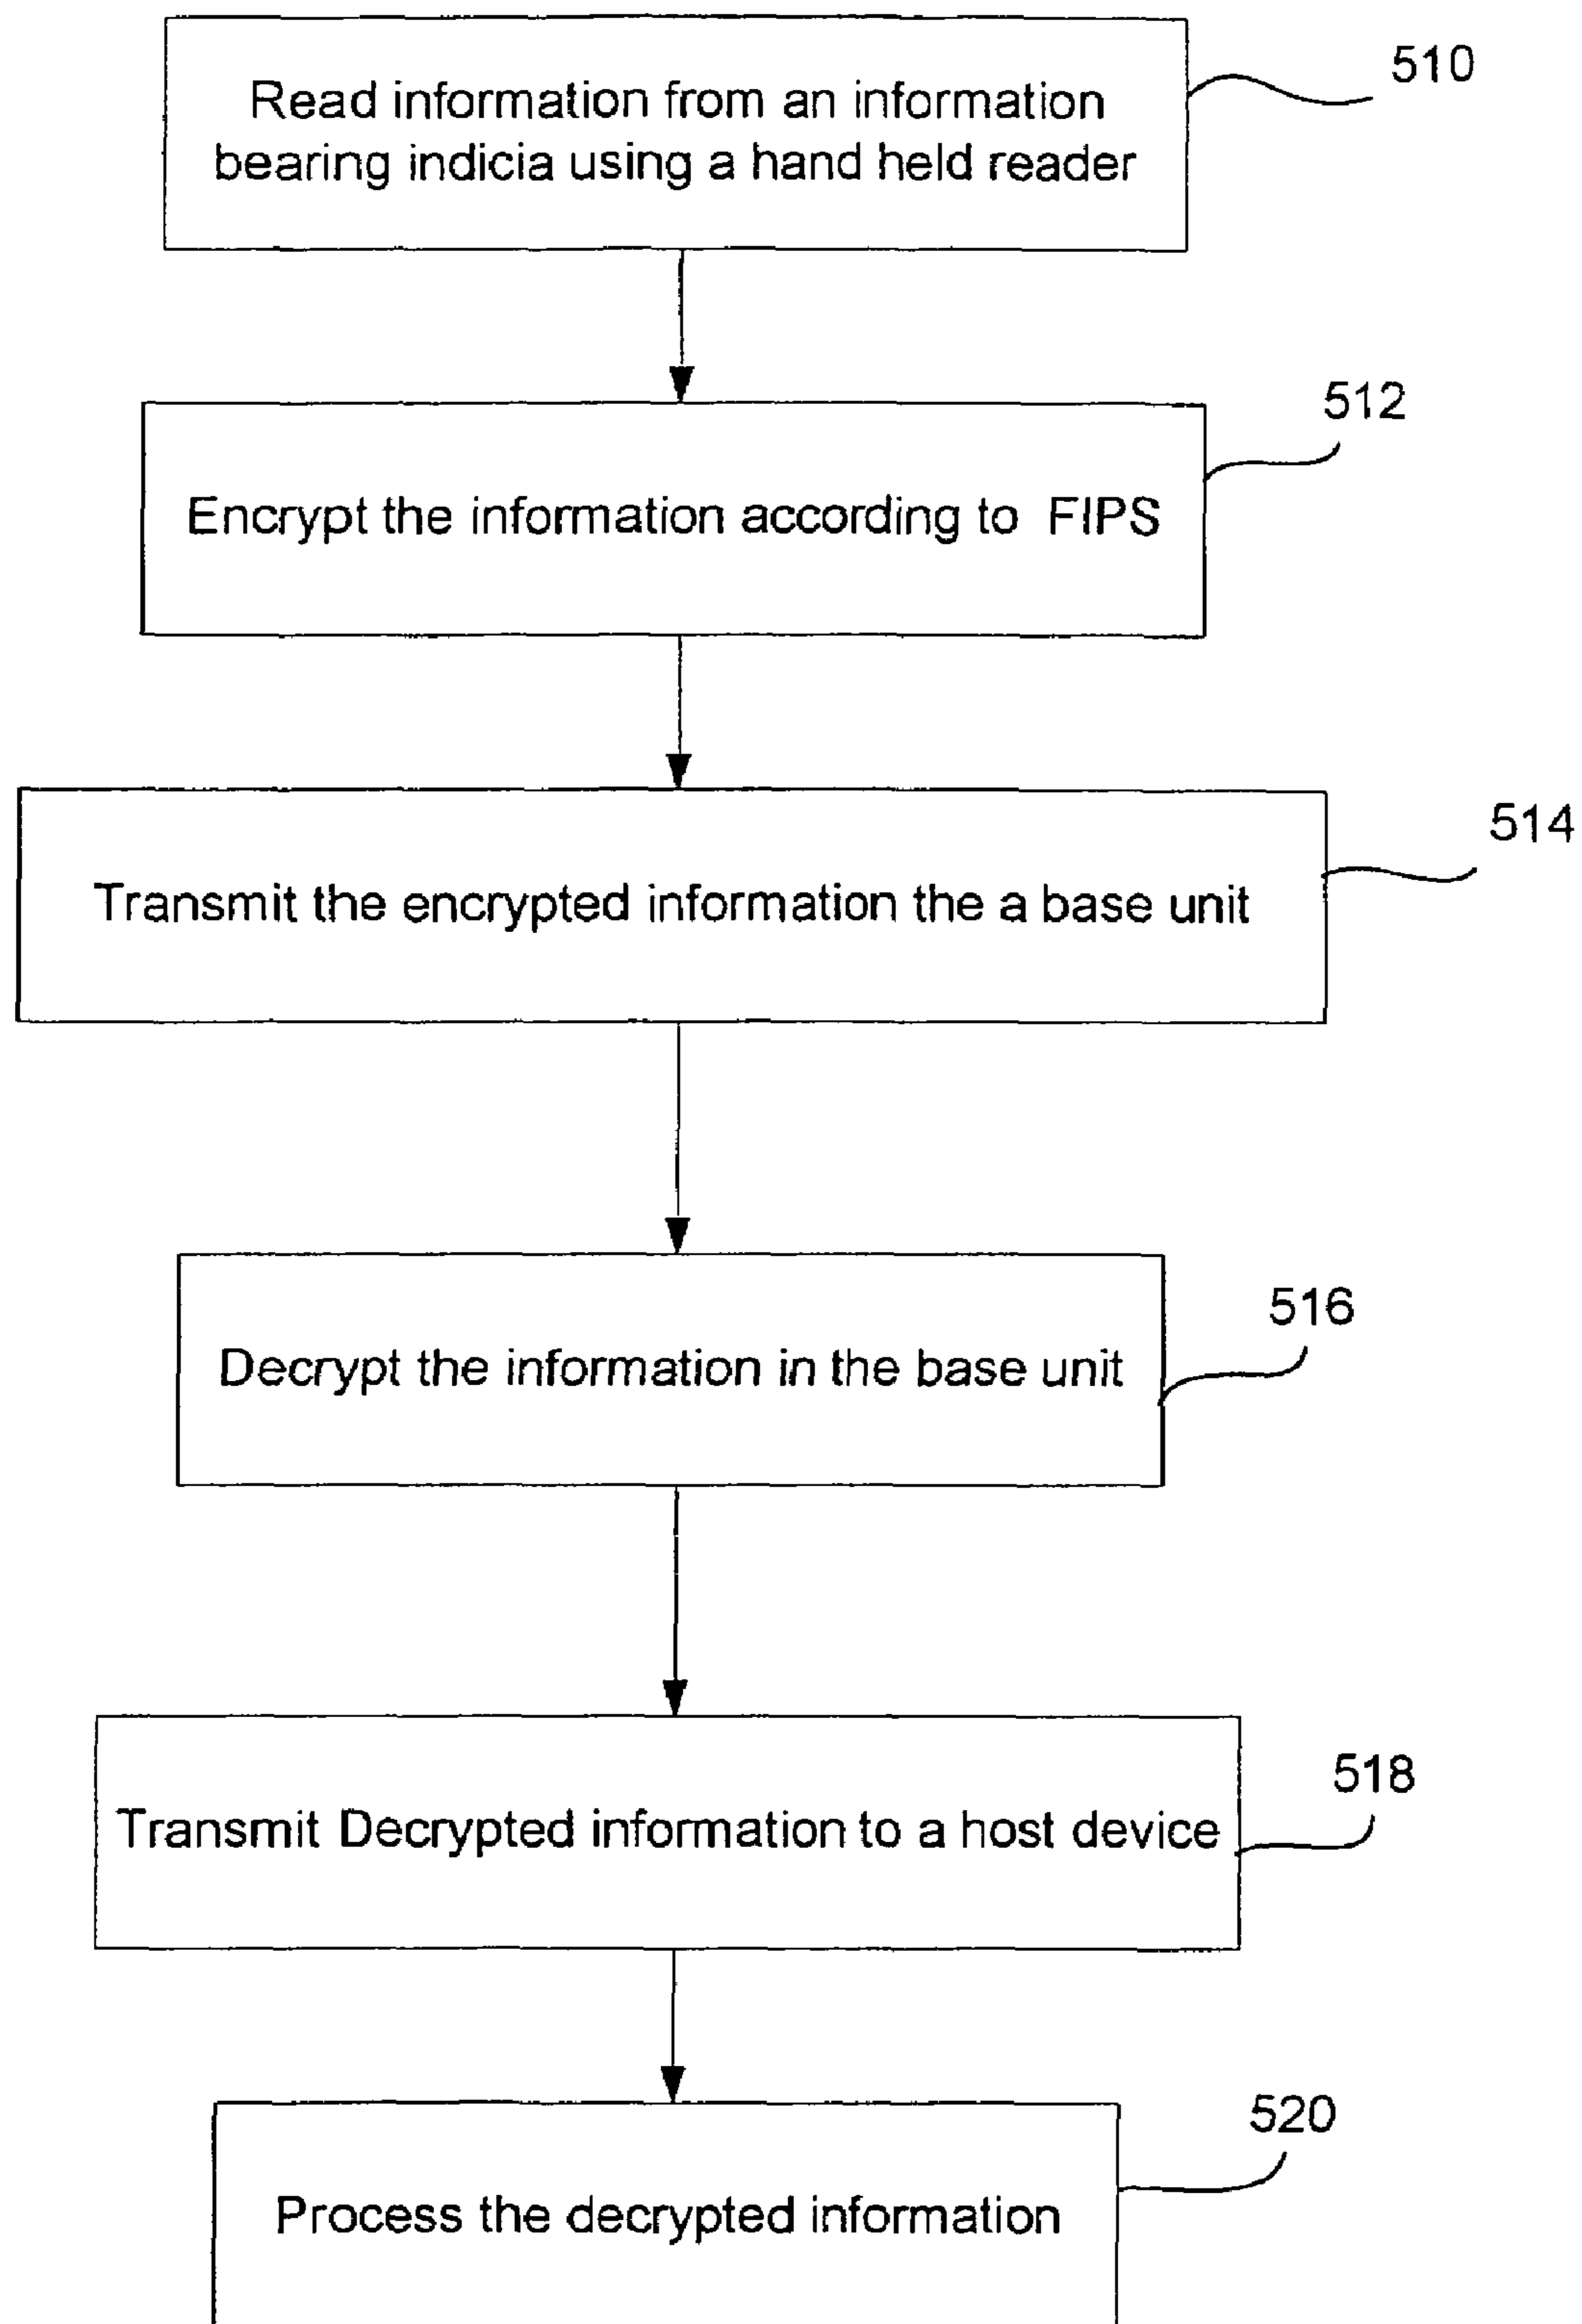 510
Read information from an information
bearing indicia using a hand held reader
512
Encrypt the information according to FIPS
514
Transmit the encrypted information the a base unit
516
Decrypt the information in the base unit
518
Transmit Decrypted information to a host device
520
Process the decrypted information